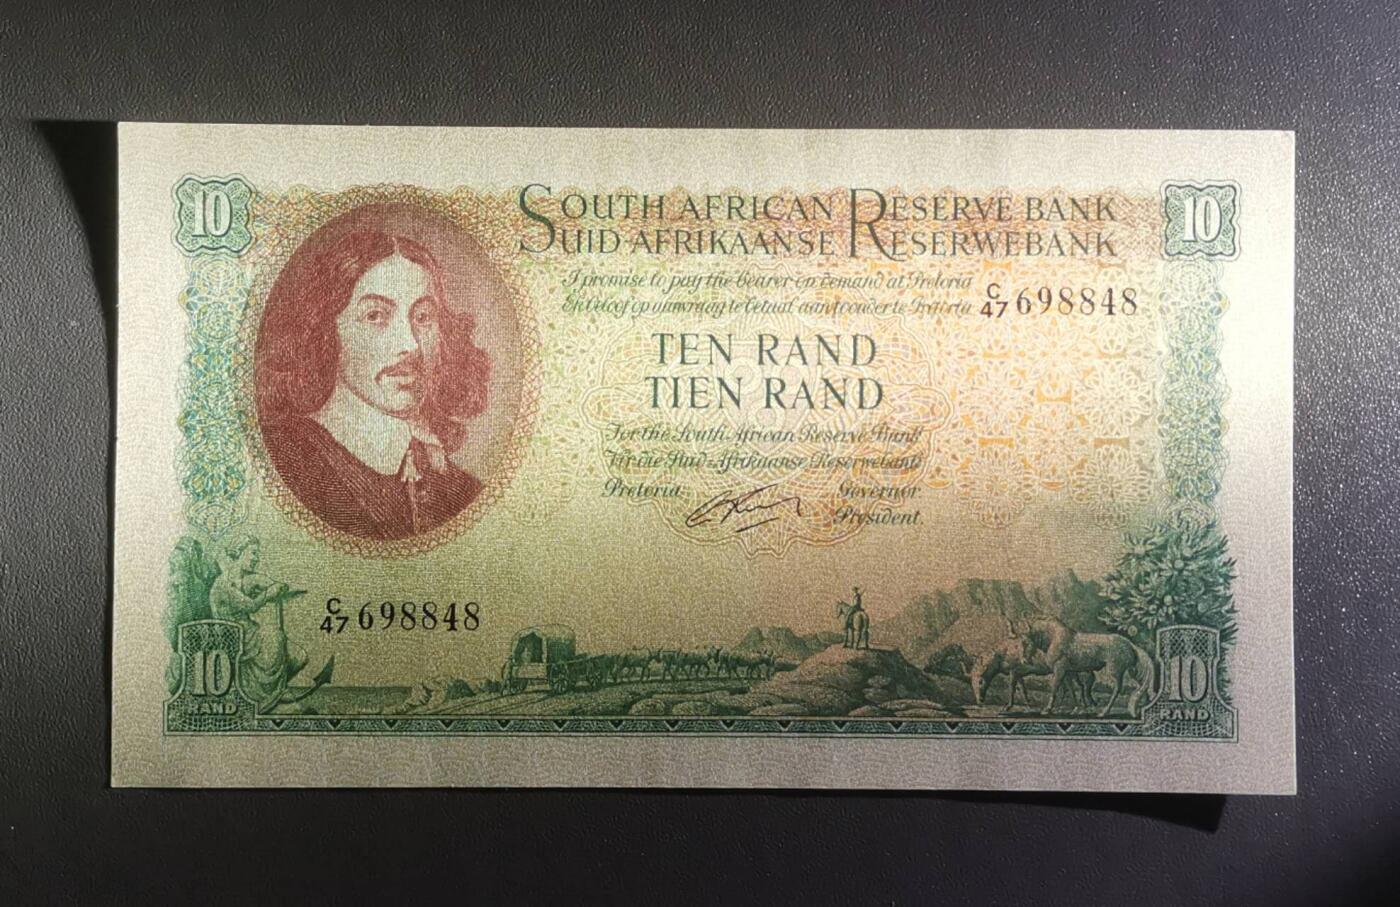 10
10
SOUTH AFRICAN RESERVE BANK
SUID-AFRIKAANSE RESERWEBANK
I promise to pay the bearer on demand at Pretoria
Ek beloof op aanvraag te betaal aan toonder te Pretoria
C/47 698848
TEN RAND
TIEN RAND
For the South African Reserve Bank
Vir die Suid-Afrikaanse Reserwebank
Pretoria Governor.
President.
C/47 698848
10
RAND
10
RAND